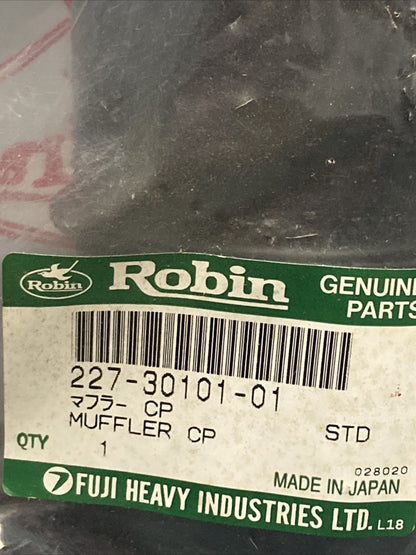 Robin
Robin
GENUINE
PARTS
227-30101-01
マフラー CP
MUFFLER CP
STD
QTY
1
028020
MADE IN JAPAN
7 FUJI HEAVY INDUSTRIES LTD.
L18